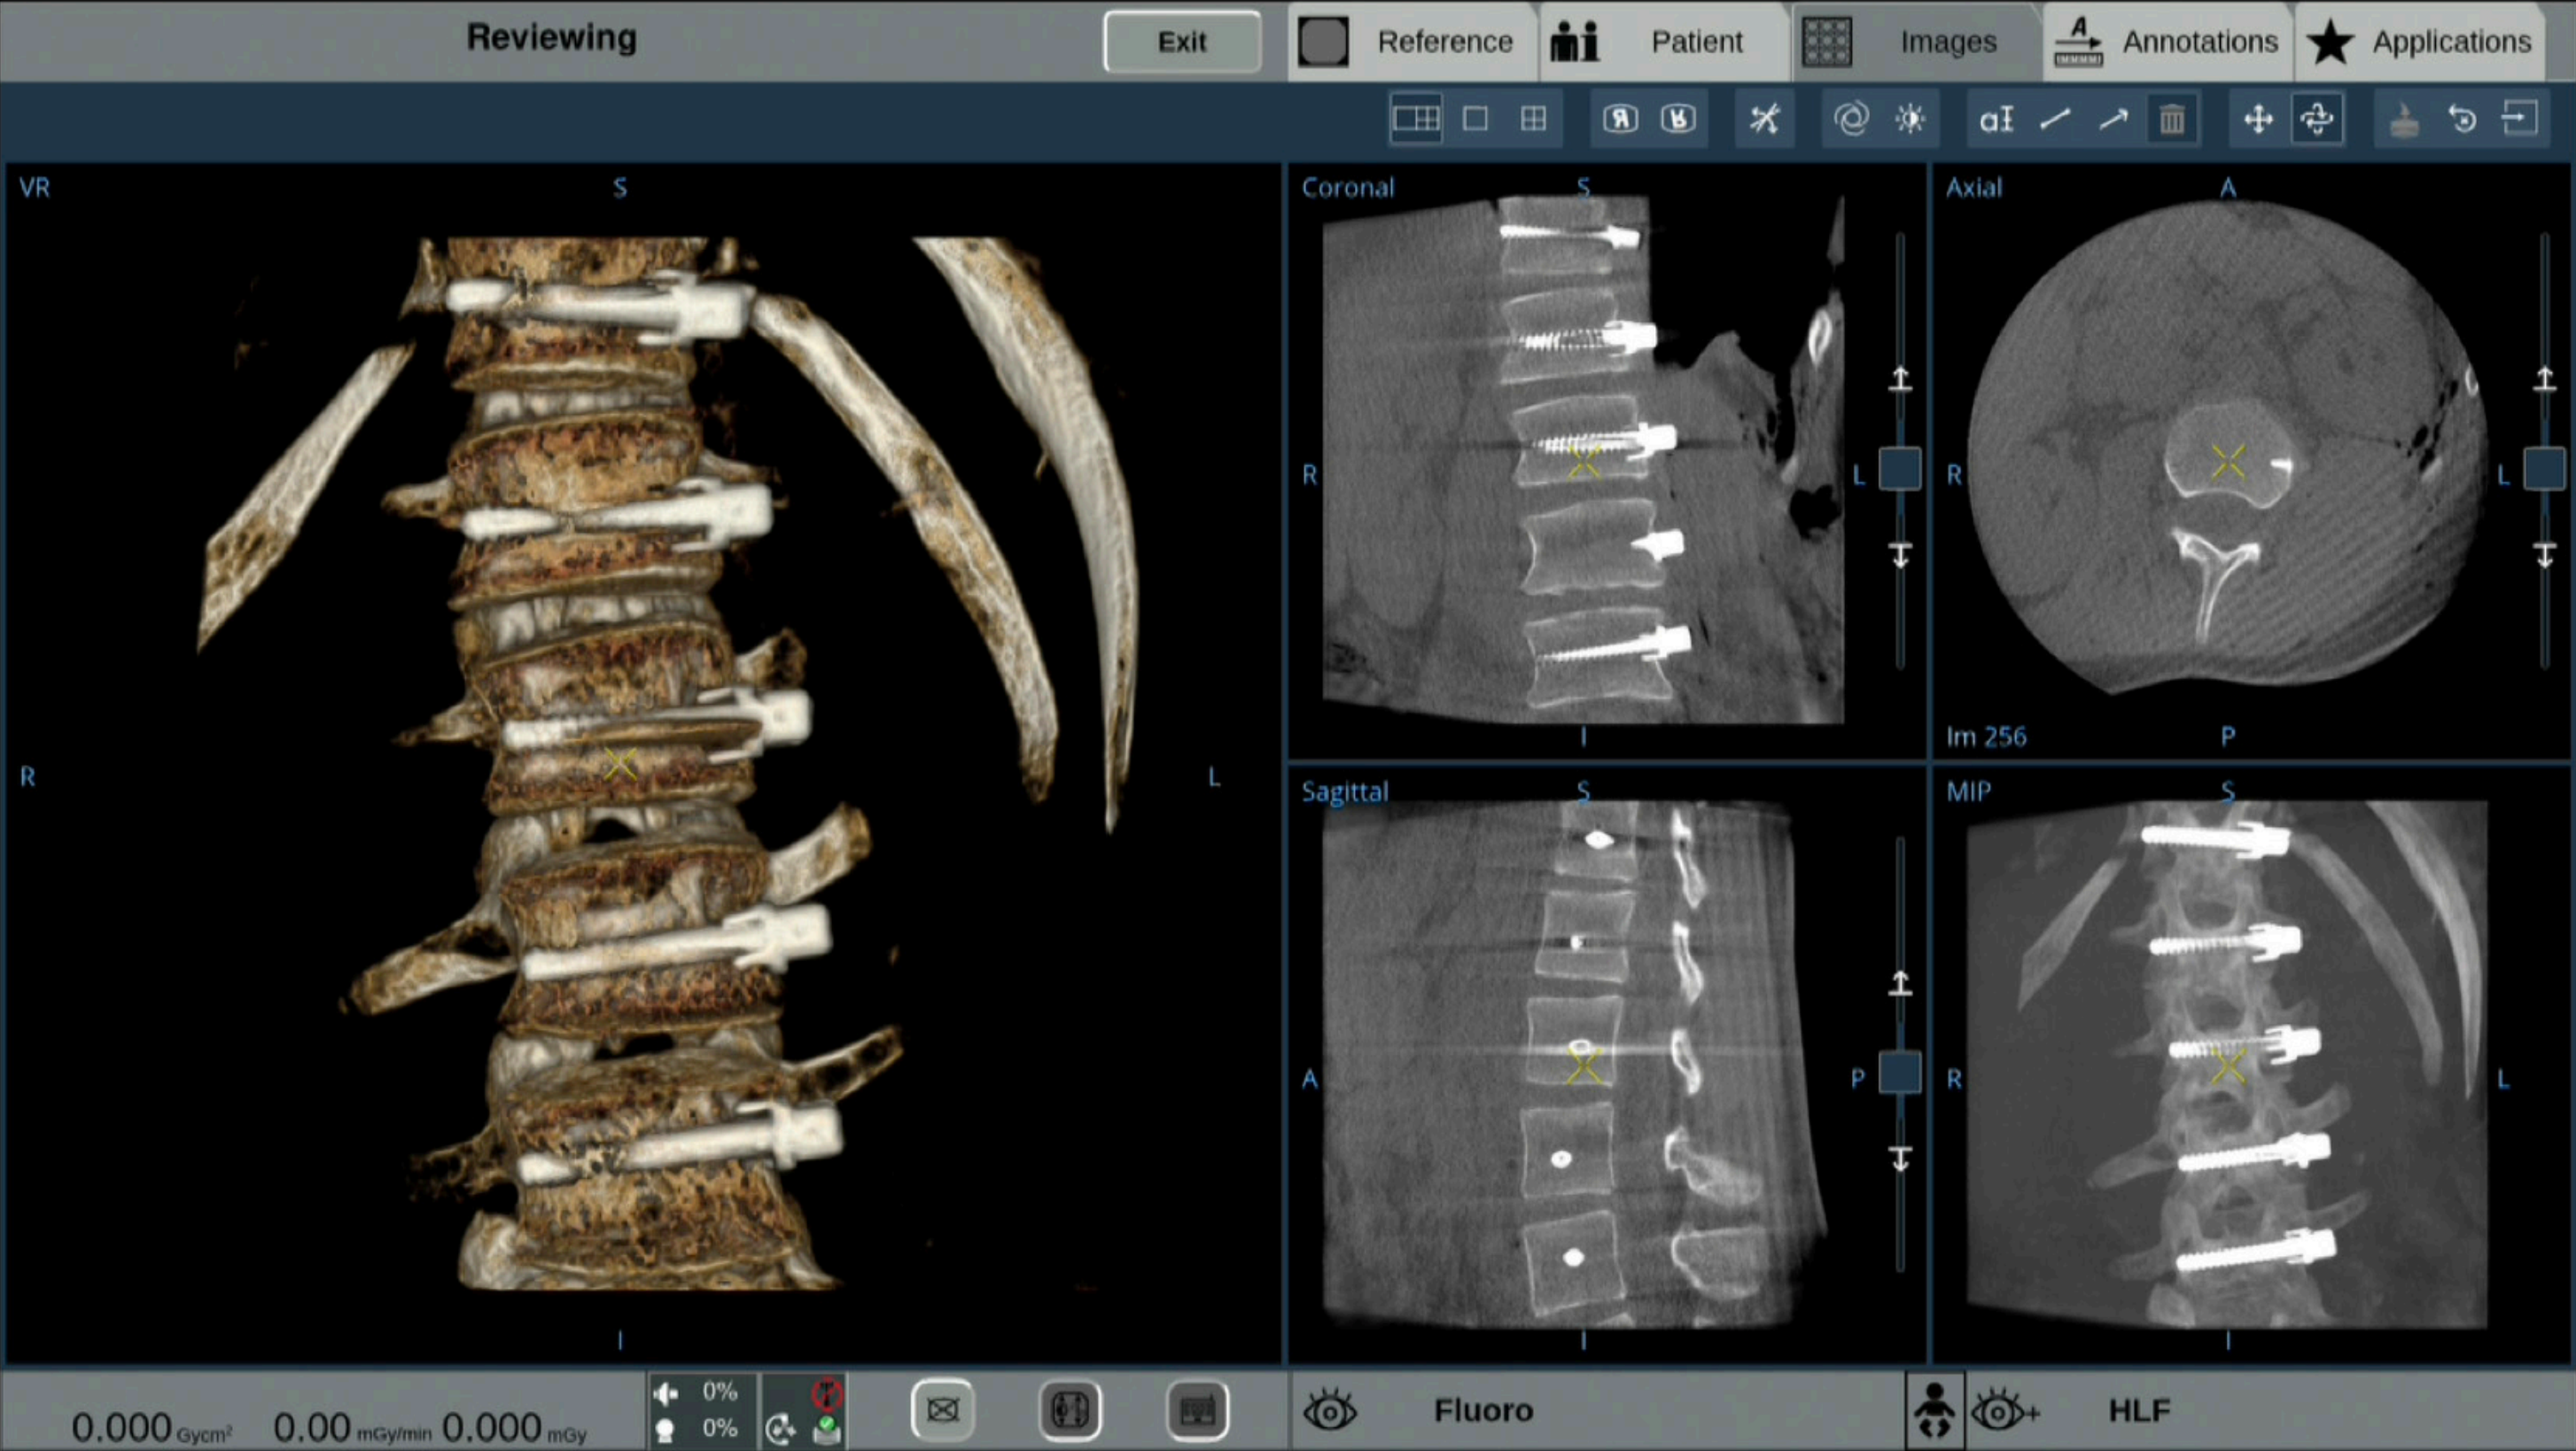 Reviewing
Exit
Reference
Patient
Images
Annotations
Applications
VR
S
R
L
I
Coronal
S
R
L
I
Axial
A
R
L
Im 256
P
Sagittal
S
A
P
I
MIP
S
R
L
I
0.000 Gycm²
0.00 mGy/min
0.000 mGy
0%
0%
Fluoro
HLF